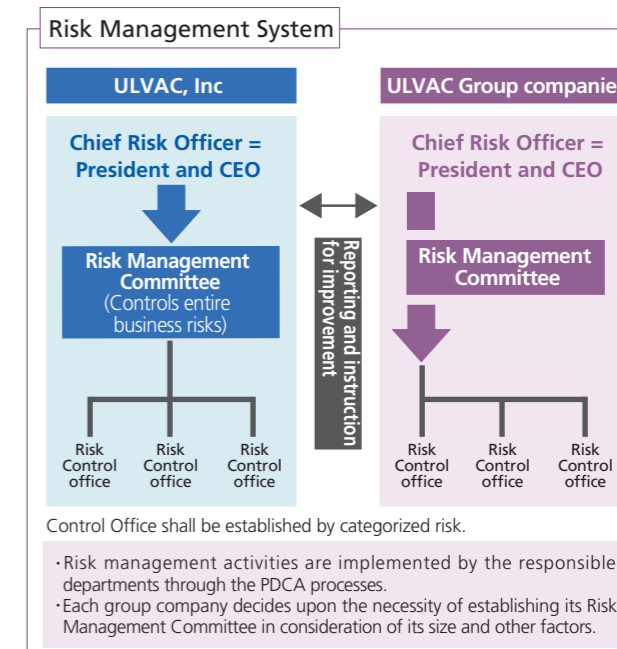 Risk Management System
ULVAC, Inc
Chief Risk Officer =
President and CEO
Risk Management
Committee
(Controls entire
business risks)
Risk
Control
office
Risk
Control
office
Risk
Control
office
Reporting and instruction
for improvement
ULVAC Group companie
Chief Risk Officer =
President and CEO
Risk Management
Committee
Risk
Control
office
Risk
Control
office
Risk
Control
office
Control Office shall be established by categorized risk.
・Risk management activities are implemented by the responsible
departments through the PDCA processes.
・Each group company decides upon the necessity of establishing its Risk
Management Committee in consideration of its size and other factors.